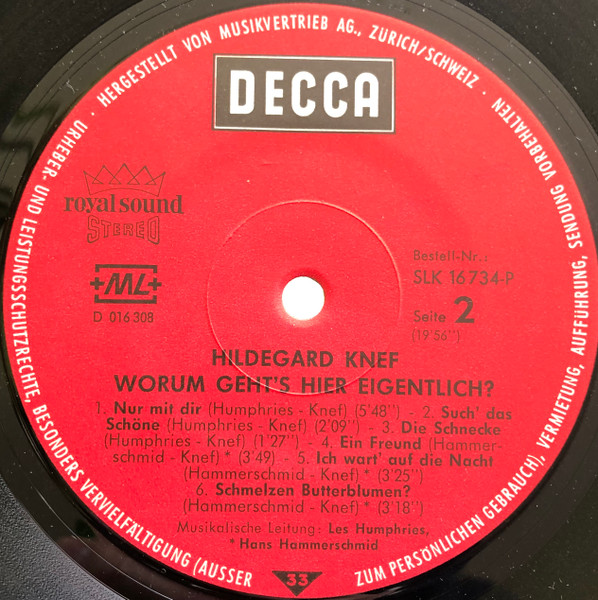 URHEBER- UND LEISTUNGSSCHUTZRECHTE, BESONDERS VERVIELFÄLTIGUNG (AUSSER ZUM PERSÖNLICHEN GEBRAUCH), VERMIETUNG, AUFFÜHRUNG, SENDUNG VORBEHALTEN · HERGESTELLT VON MUSIKVERTRIEB AG., ZÜRICH/SCHWEIZ ·
DECCA
royal sound
STEREO
+ML+
D 016 308
Bestell-Nr.:
SLK 16 734-P
Seite 2
(19'56'')
HILDEGARD KNEF
WORUM GEHT'S HIER EIGENTLICH?
1. Nur mit dir (Humphries - Knef) (5'48'') - 2. Such' das
Schöne (Humphries - Knef) (2'09'') - 3. Die Schnecke
(Humphries - Knef) (1'27'') - 4. Ein Freund (Hammer-
schmid - Knef)* (3'49) - 5. Ich wart' auf die Nacht
(Hammerschmid - Knef)* (3'25'')
6. Schmelzen Butterblumen?
(Hammerschmid - Knef)* (3'18'')
Musikalische Leitung: Les Humphries,
*Hans Hammerschmid
33